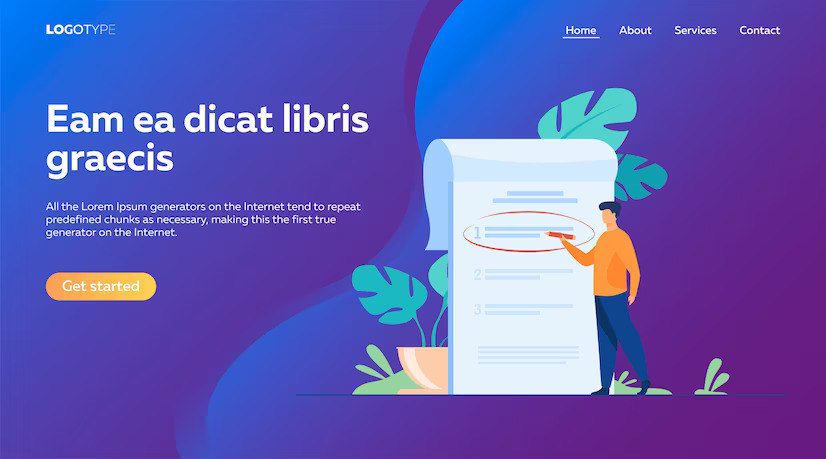 LOGOTYPE
Home About Services Contact
Eam ea dicat libris
graecis
All the Lorem Ipsum generators on the Internet tend to repeat
predefined chunks as necessary, making this the first true
generator on the Internet.
Get started
1
2
3